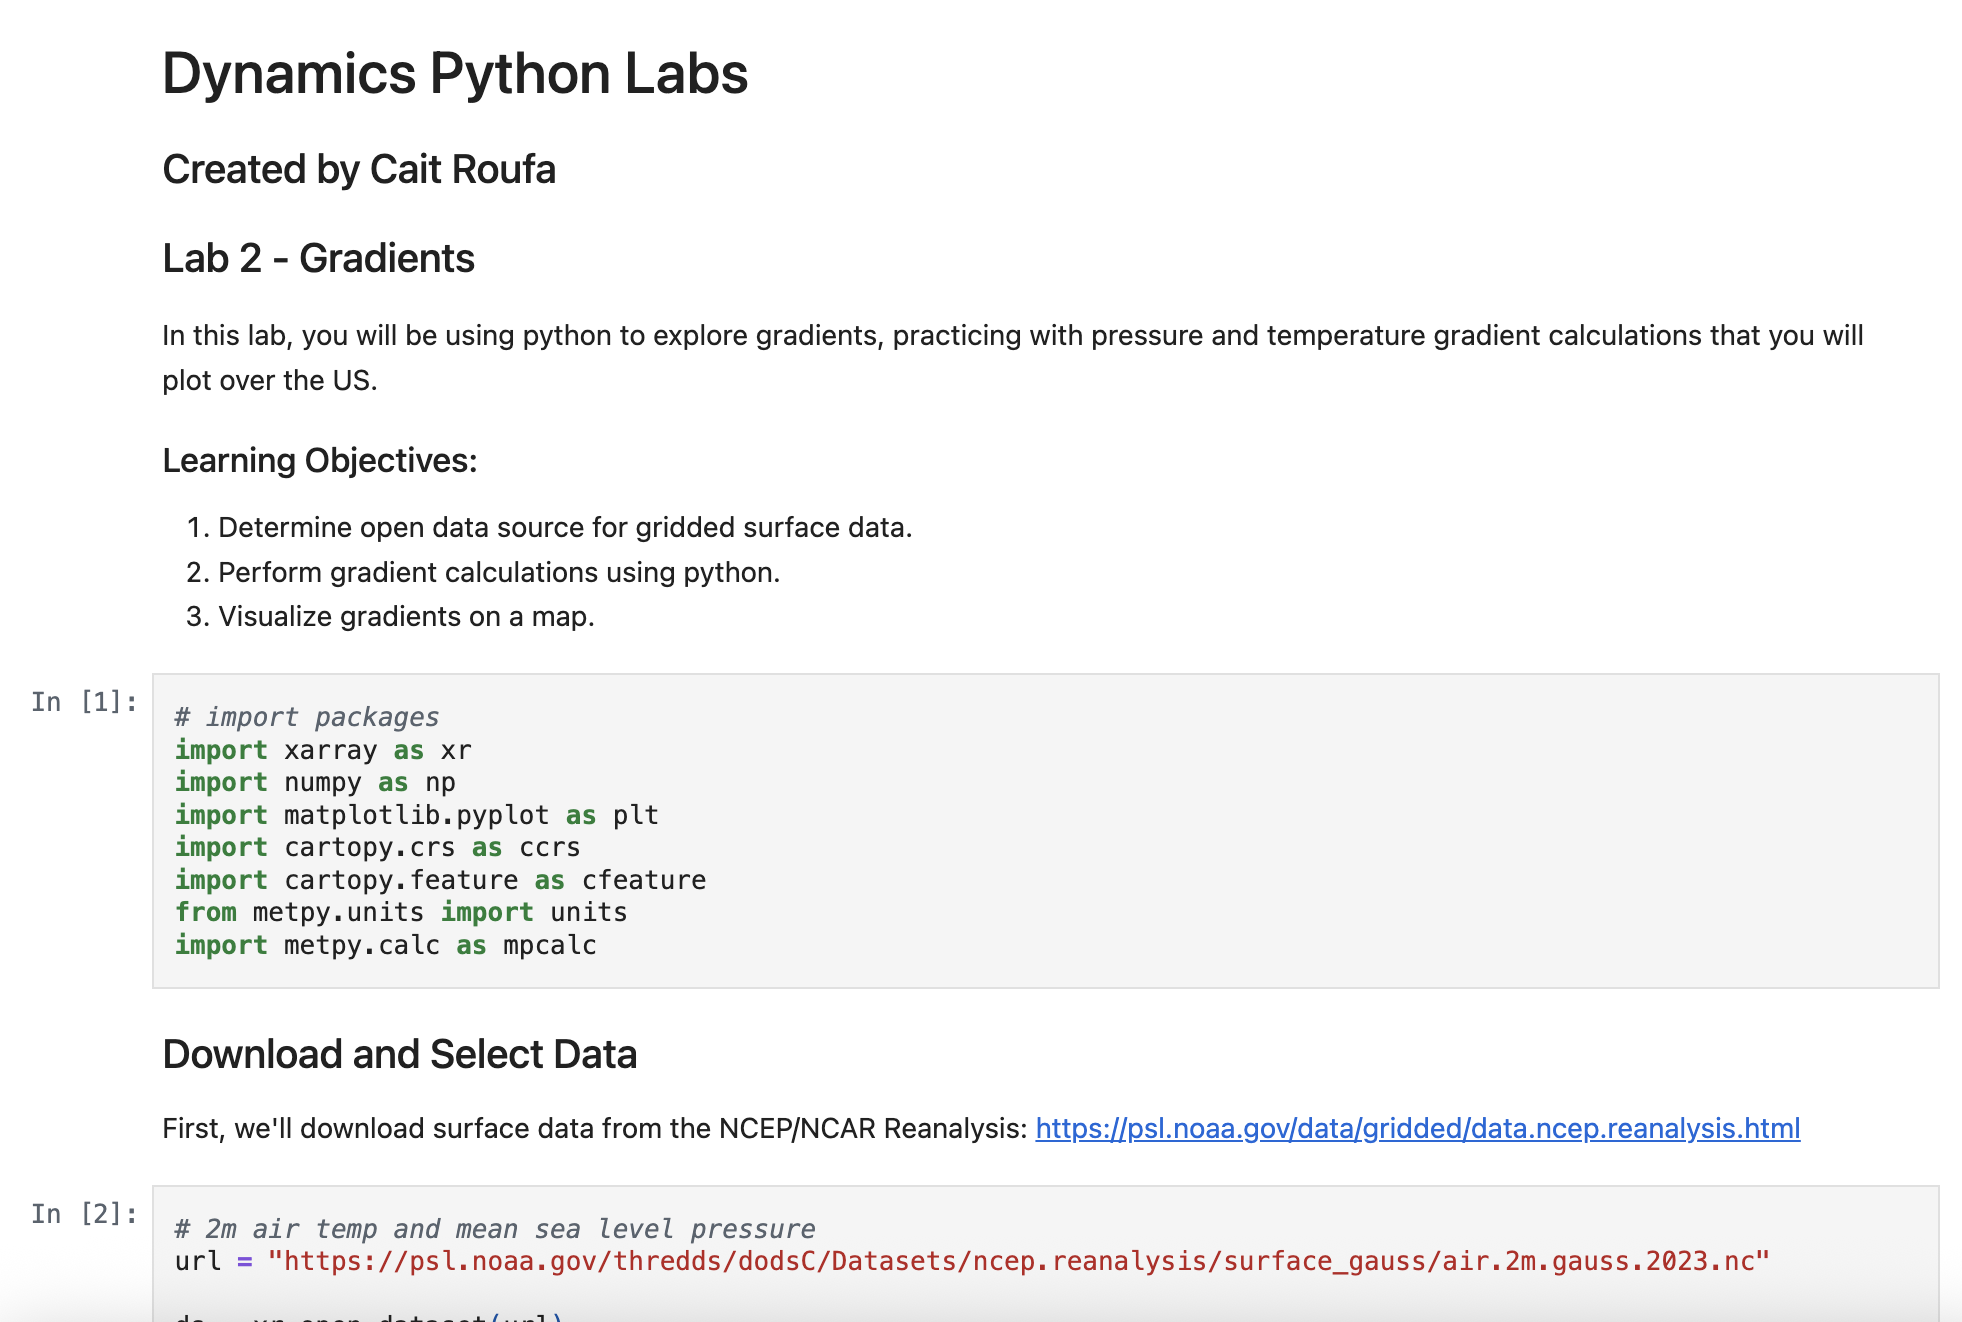 Dynamics Python Labs
Created by Cait Roufa
Lab 2 - Gradients
In this lab, you will be using python to explore gradients, practicing with pressure and temperature gradient calculations that you will
plot over the US.
Learning Objectives:
1. Determine open data source for gridded surface data.
2. Perform gradient calculations using python.
3. Visualize gradients on a map.
In [1]:
# import packages
import xarray as xr
import numpy as np
import matplotlib.pyplot as plt
import cartopy.crs as ccrs
import cartopy.feature as cfeature
from metpy.units import units
import metpy.calc as mpcalc
Download and Select Data
First, we'll download surface data from the NCEP/NCAR Reanalysis: https://psl.noaa.gov/data/gridded/data.ncep.reanalysis.html
In [2]:
# 2m air temp and mean sea level pressure
url = "https://psl.noaa.gov/thredds/dodsC/Datasets/ncep.reanalysis/surface_gauss/air.2m.gauss.2023.nc"